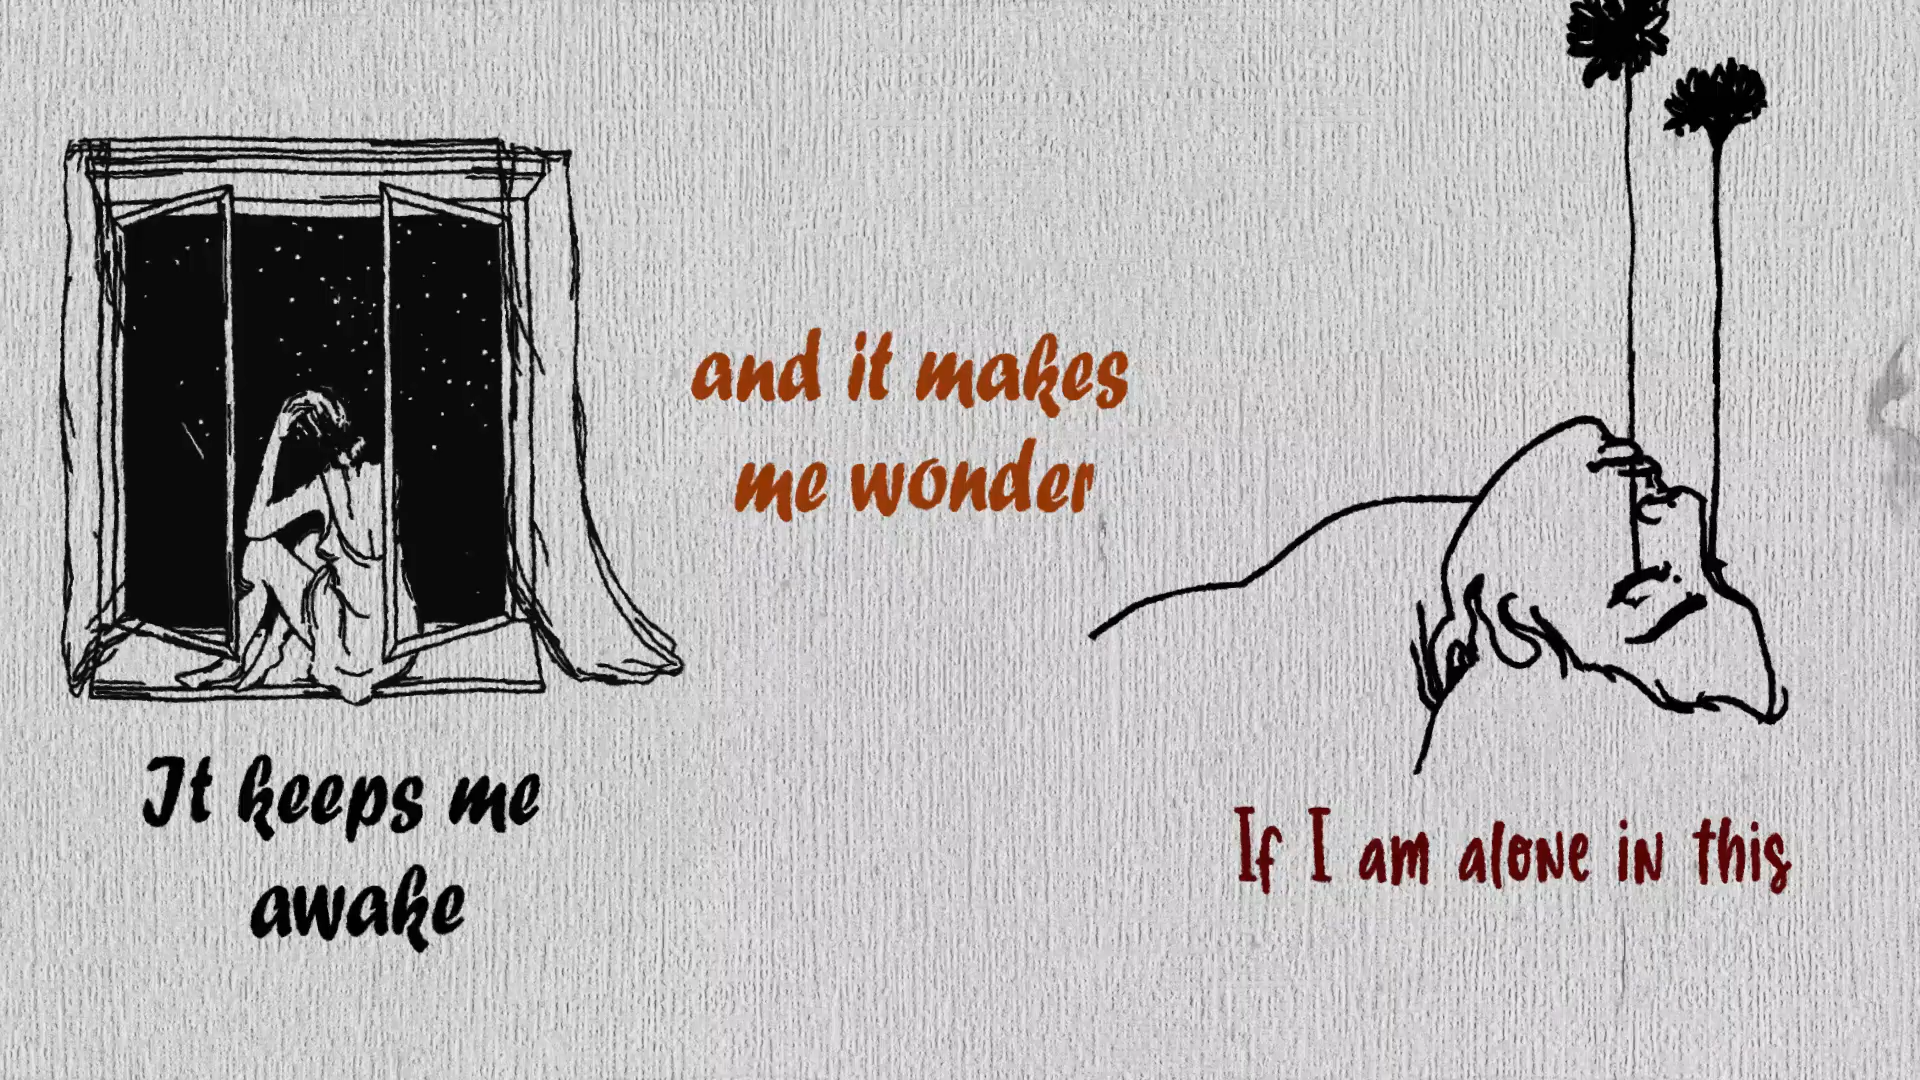 It keeps me
awake
and it makes
me wonder
If I am alone in this